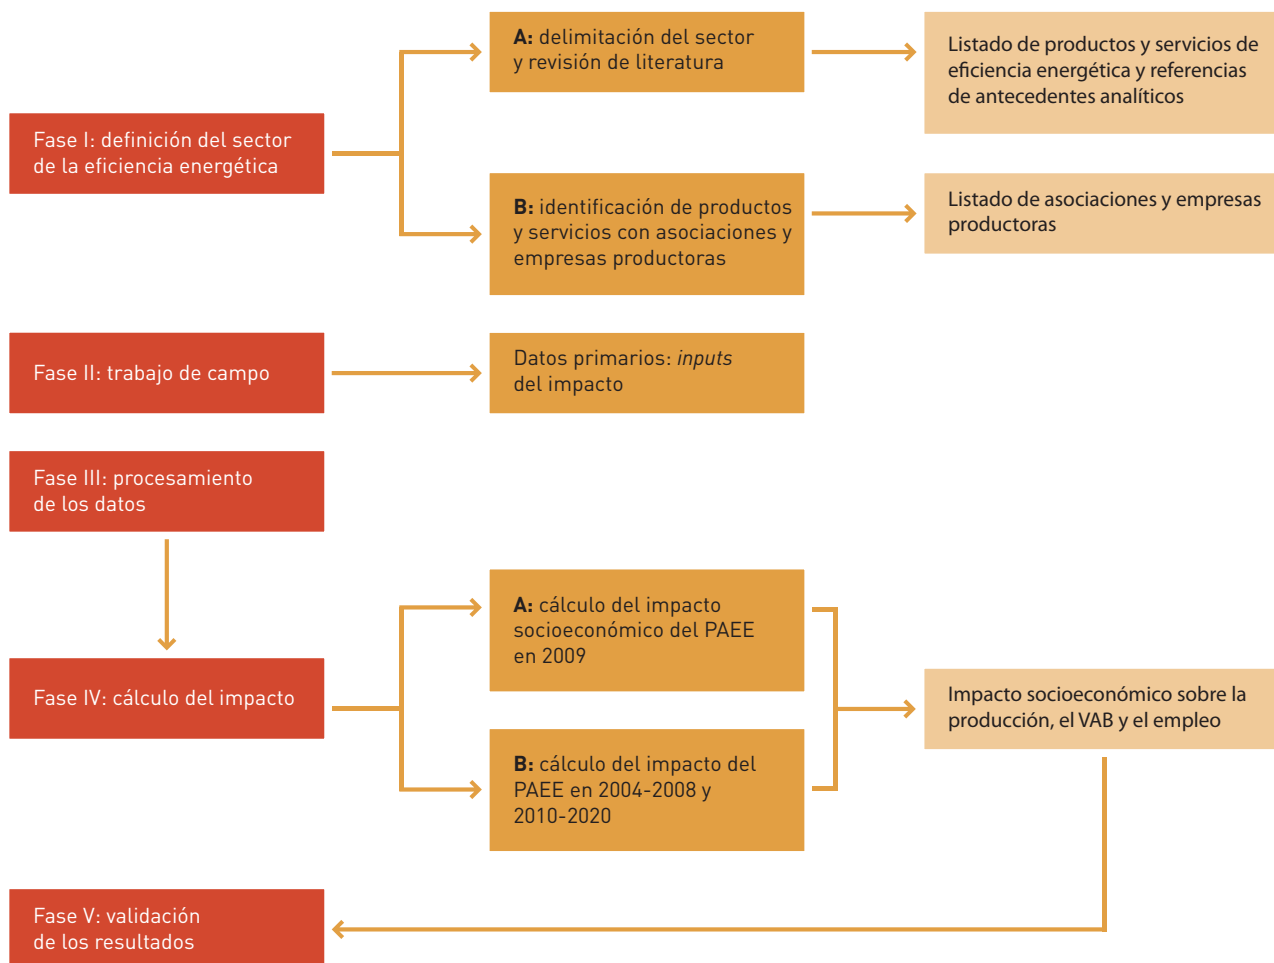 Fase I: definición del sector
de la eficiencia energética
A: delimitación del sector
y revisión de literatura
Listado de productos y servicios de
eficiencia energética y referencias
de antecedentes analíticos
B: identificación de productos
y servicios con asociaciones y
empresas productoras
Listado de asociaciones y empresas
productoras
Fase II: trabajo de campo
Datos primarios: inputs
del impacto
Fase III: procesamiento
de los datos
Fase IV: cálculo del impacto
A: cálculo del impacto
socioeconómico del PAEE
en 2009
B: cálculo del impacto del
PAEE en 2004-2008 y
2010-2020
Impacto socioeconómico sobre la
producción, el VAB y el empleo
Fase V: validación
de los resultados